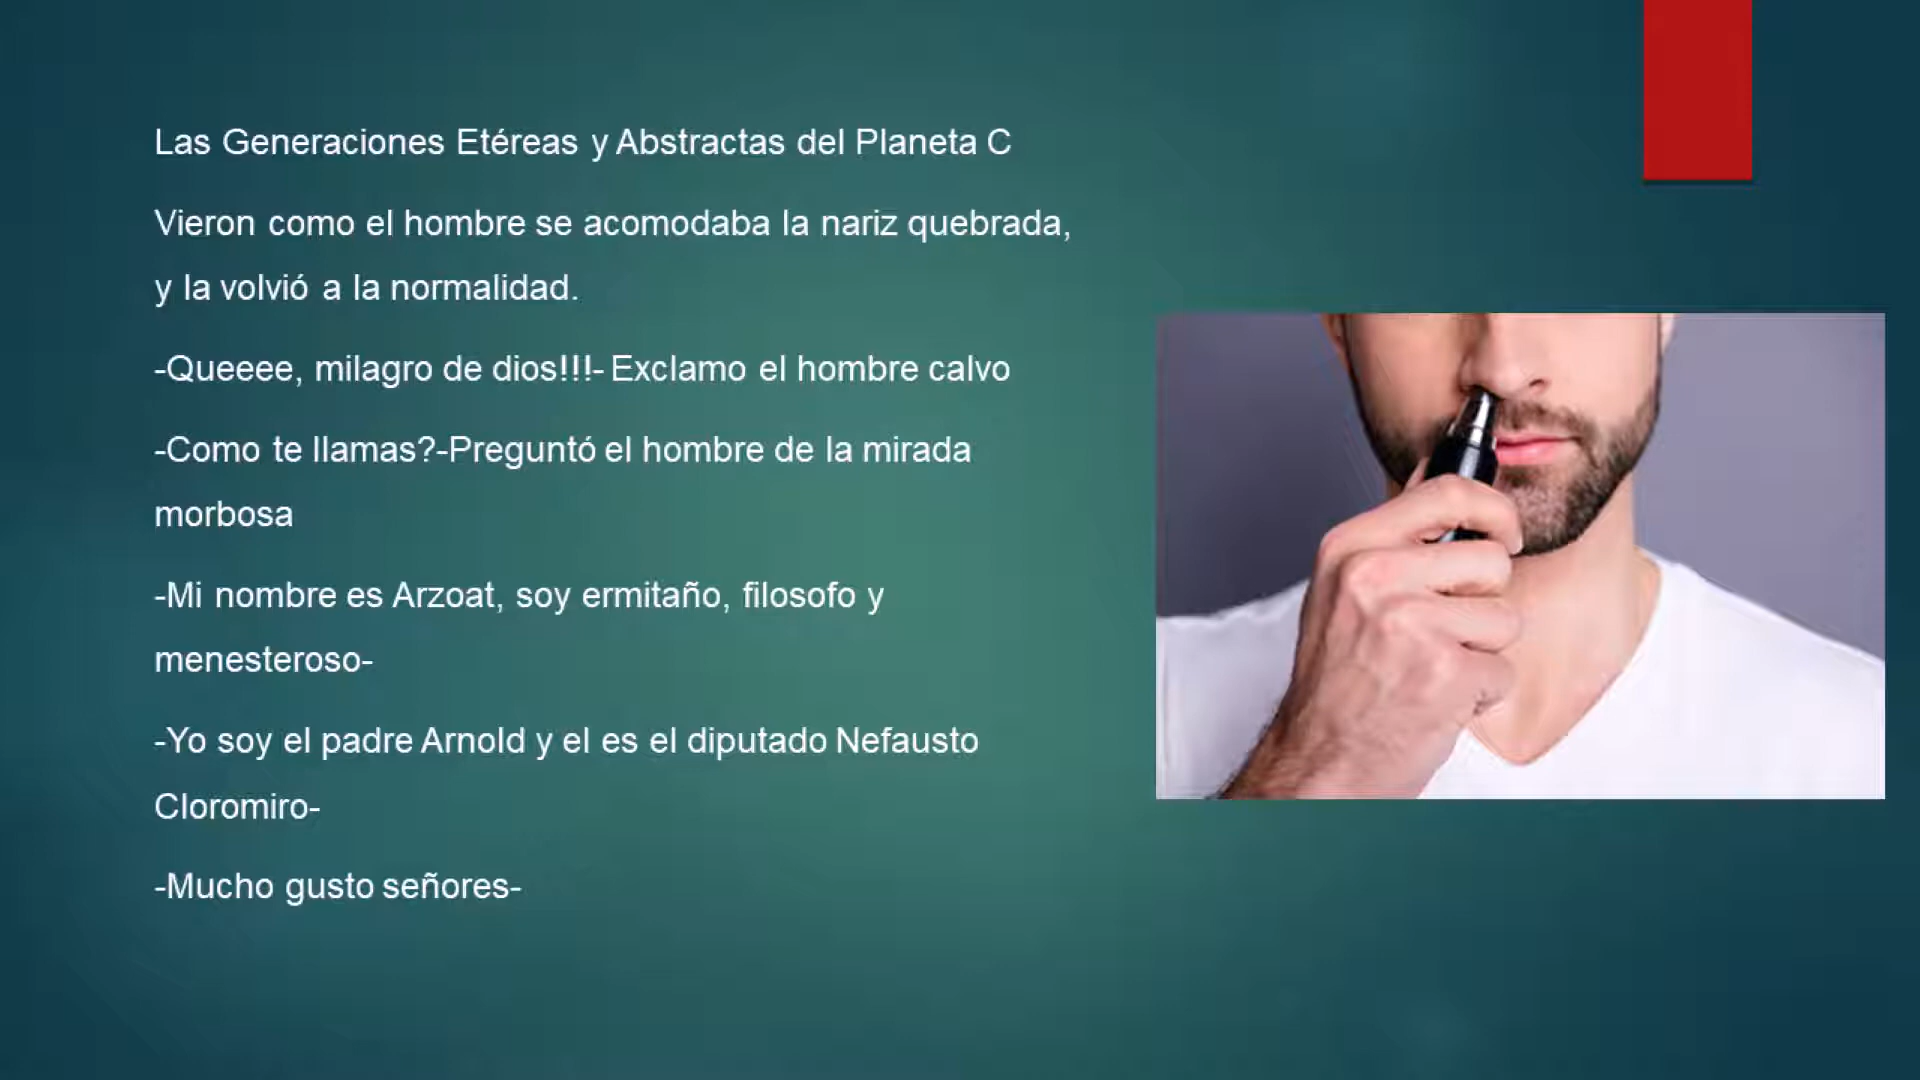 Las Generaciones Etéreas y Abstractas del Planeta C
Vieron como el hombre se acomodaba la nariz quebrada,
y la volvió a la normalidad.
-Queeee, milagro de dios!!!- Exclamo el hombre calvo
-Como te llamas?-Preguntó el hombre de la mirada
morbosa
-Mi nombre es Arzoat, soy ermitaño, filosofo y
menesteroso-
-Yo soy el padre Arnold y el es el diputado Nefausto
Cloromiro-
-Mucho gusto señores-